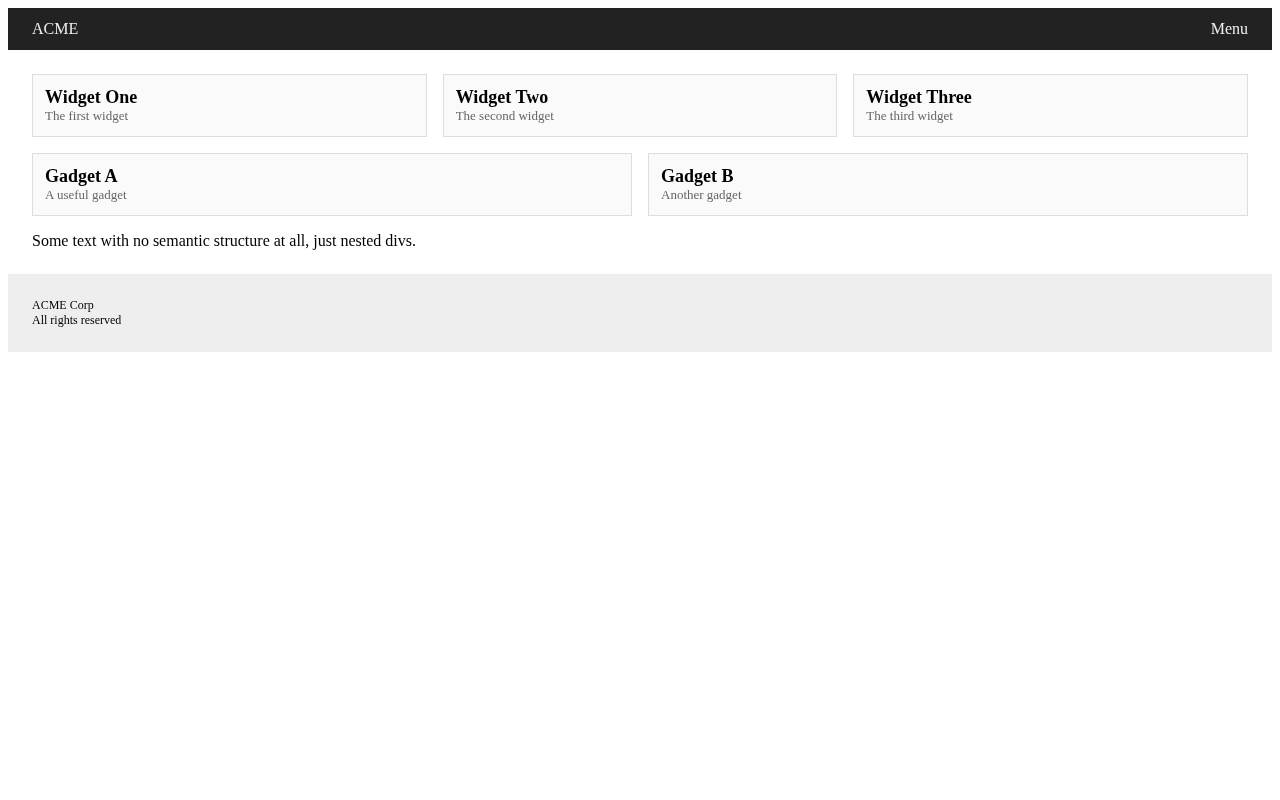 ACME
Menu
Widget One
The first widget
Widget Two
The second widget
Widget Three
The third widget
Gadget A
A useful gadget
Gadget B
Another gadget
Some text with no semantic structure at all, just nested divs.
ACME Corp
All rights reserved